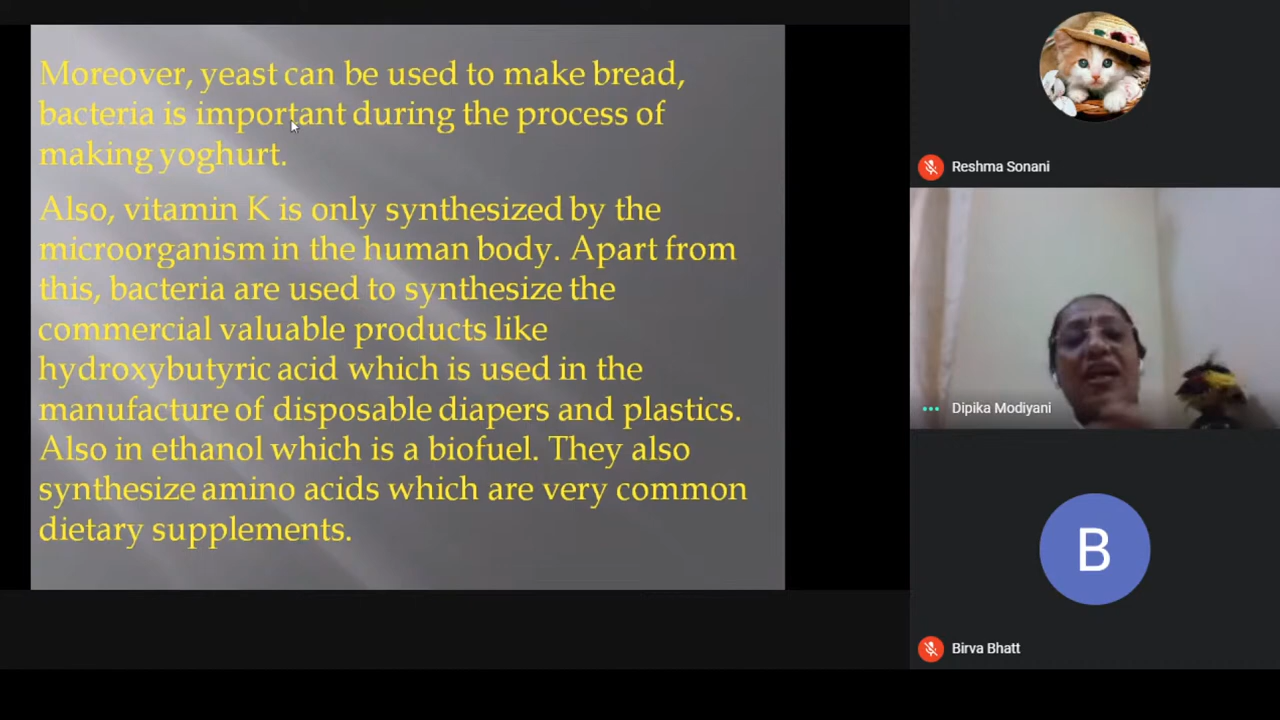 Moreover, yeast can be used to make bread,
bacteria is important during the process of
making yoghurt.
Also, vitamin K is only synthesized by the
microorganism in the human body. Apart from
this, bacteria are used to synthesize the
commercial valuable products like
hydroxybutyric acid which is used in the
manufacture of disposable diapers and plastics.
Also in ethanol which is a biofuel. They also
synthesize amino acids which are very common
dietary supplements.
Reshma Sonani
Dipika Modiyani
B
Birva Bhatt